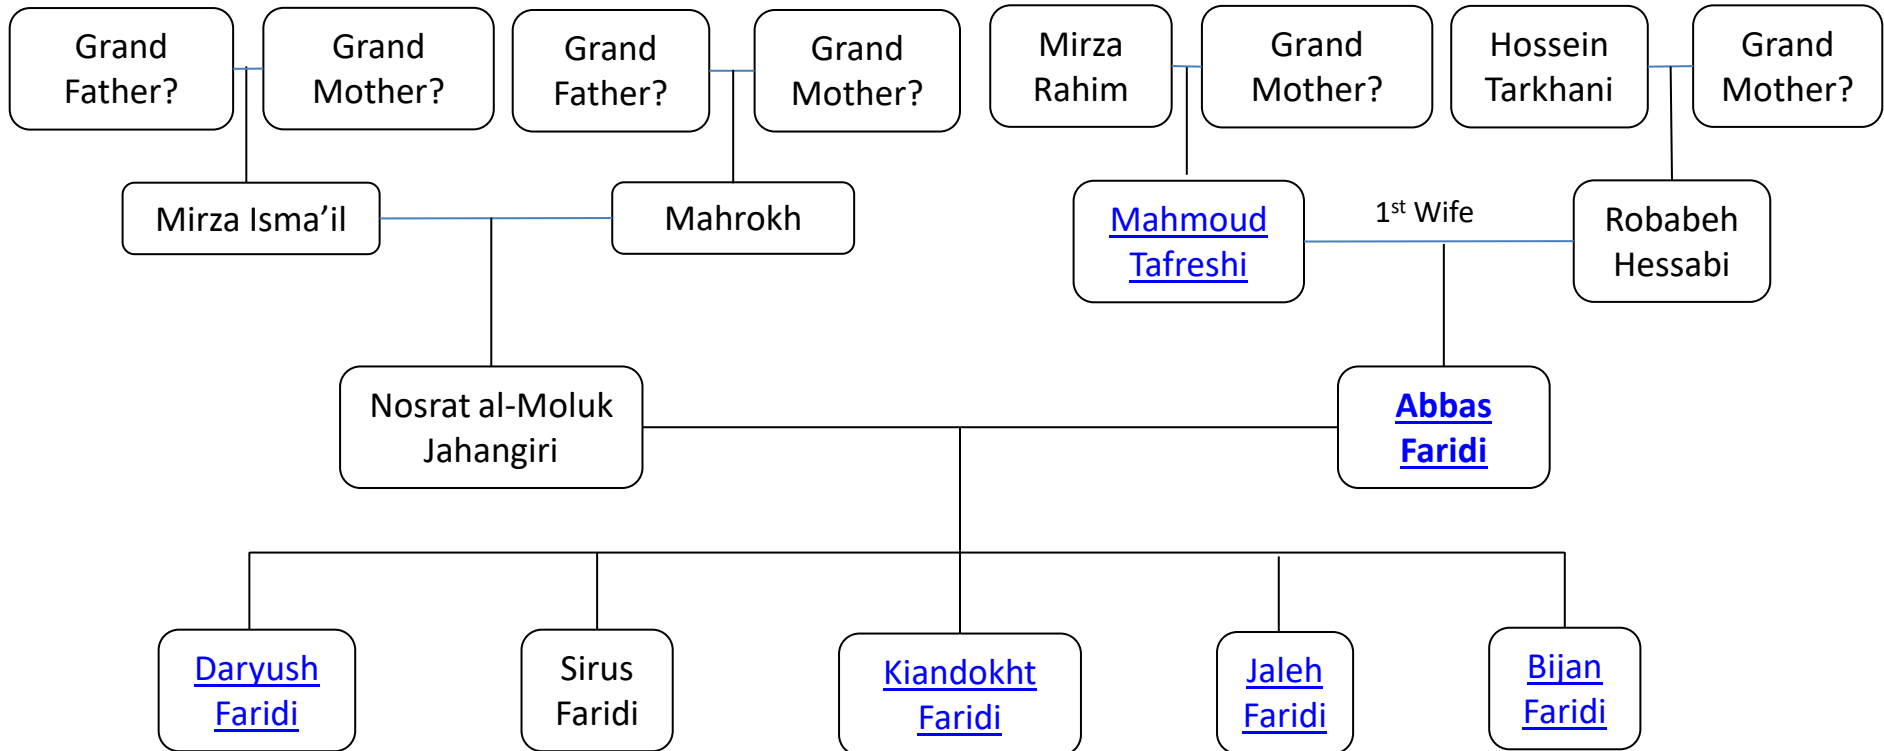 Grand
Father?
Grand
Mother?
Grand
Father?
Grand
Mother?
Mirza
Rahim
Grand
Mother?
Hossein
Tarkhani
Grand
Mother?
Mirza Isma’il
Mahrokh
Mahmoud
Tafreshi
1st Wife
Robabeh
Hessabi
Nosrat al-Moluk
Jahangiri
Abbas
Faridi
Daryush
Faridi
Sirus
Faridi
Kiandokht
Faridi
Jaleh
Faridi
Bijan
Faridi